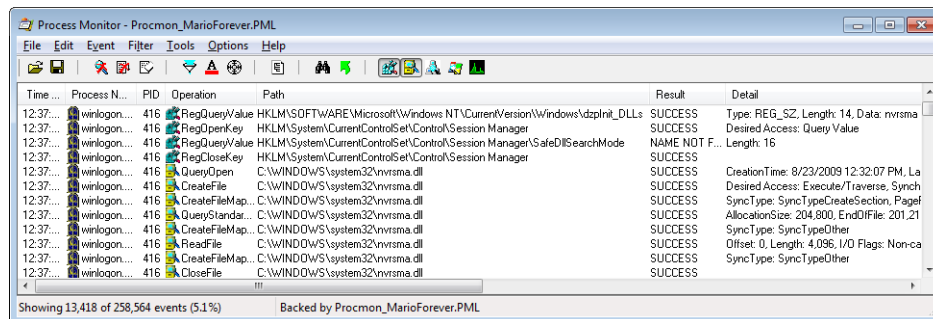 Process Monitor - Procmon_MarioForever.PML
File Edit Event Filter Tools Options Help
Time ... Process N... PID Operation Path Result Detail
12:37:... winlogon.... 416 RegQueryValue HKLM\SOFTWARE\Microsoft\Windows NT\CurrentVersion\Windows\dzpInit_DLLs SUCCESS Type: REG_SZ, Length: 14, Data: nvrsma
12:37:... winlogon.... 416 RegOpenKey HKLM\System\CurrentControlSet\Control\Session Manager SUCCESS Desired Access: Query Value
12:37:... winlogon.... 416 RegQueryValue HKLM\System\CurrentControlSet\Control\Session Manager\SafeDllSearchMode NAME NOT F... Length: 16
12:37:... winlogon.... 416 RegCloseKey HKLM\System\CurrentControlSet\Control\Session Manager SUCCESS
12:37:... winlogon.... 416 QueryOpen C:\WINDOWS\system32\nvrsma.dll SUCCESS CreationTime: 8/23/2009 12:32:07 PM, La
12:37:... winlogon.... 416 CreateFile C:\WINDOWS\system32\nvrsma.dll SUCCESS Desired Access: Execute/Traverse, Synch
12:37:... winlogon.... 416 CreateFileMap... C:\WINDOWS\system32\nvrsma.dll SUCCESS SyncType: SyncTypeCreateSection, PageF
12:37:... winlogon.... 416 QueryStandar... C:\WINDOWS\system32\nvrsma.dll SUCCESS AllocationSize: 204,800, EndOfFile: 201,21
12:37:... winlogon.... 416 CreateFileMap... C:\WINDOWS\system32\nvrsma.dll SUCCESS SyncType: SyncTypeOther
12:37:... winlogon.... 416 ReadFile C:\WINDOWS\system32\nvrsma.dll SUCCESS Offset: 0, Length: 4,096, I/O Flags: Non-ca
12:37:... winlogon.... 416 CreateFileMap... C:\WINDOWS\system32\nvrsma.dll SUCCESS SyncType: SyncTypeOther
12:37:... winlogon.... 416 CloseFile C:\WINDOWS\system32\nvrsma.dll SUCCESS
Showing 13,418 of 258,564 events (5.1%) Backed by Procmon_MarioForever.PML